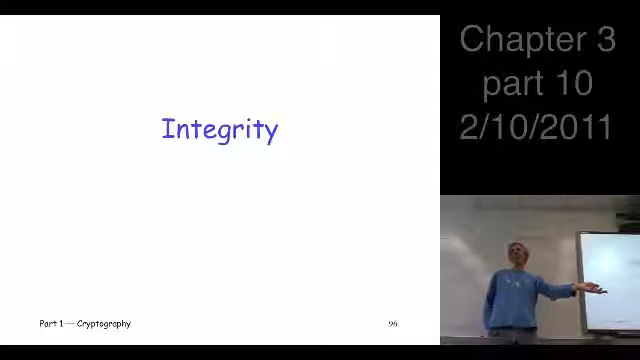 Integrity
Part 1 — Cryptography
96
Chapter 3
part 10
2/10/2011